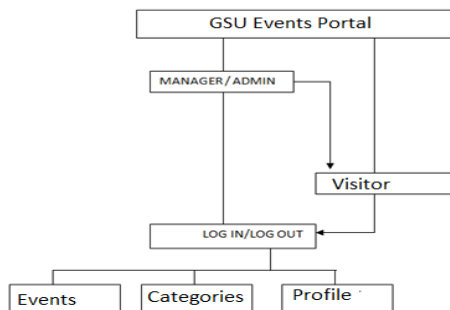 GSU Events Portal
MANAGER/ADMIN
Visitor
LOG IN/LOG OUT
Events
Categories
Profile